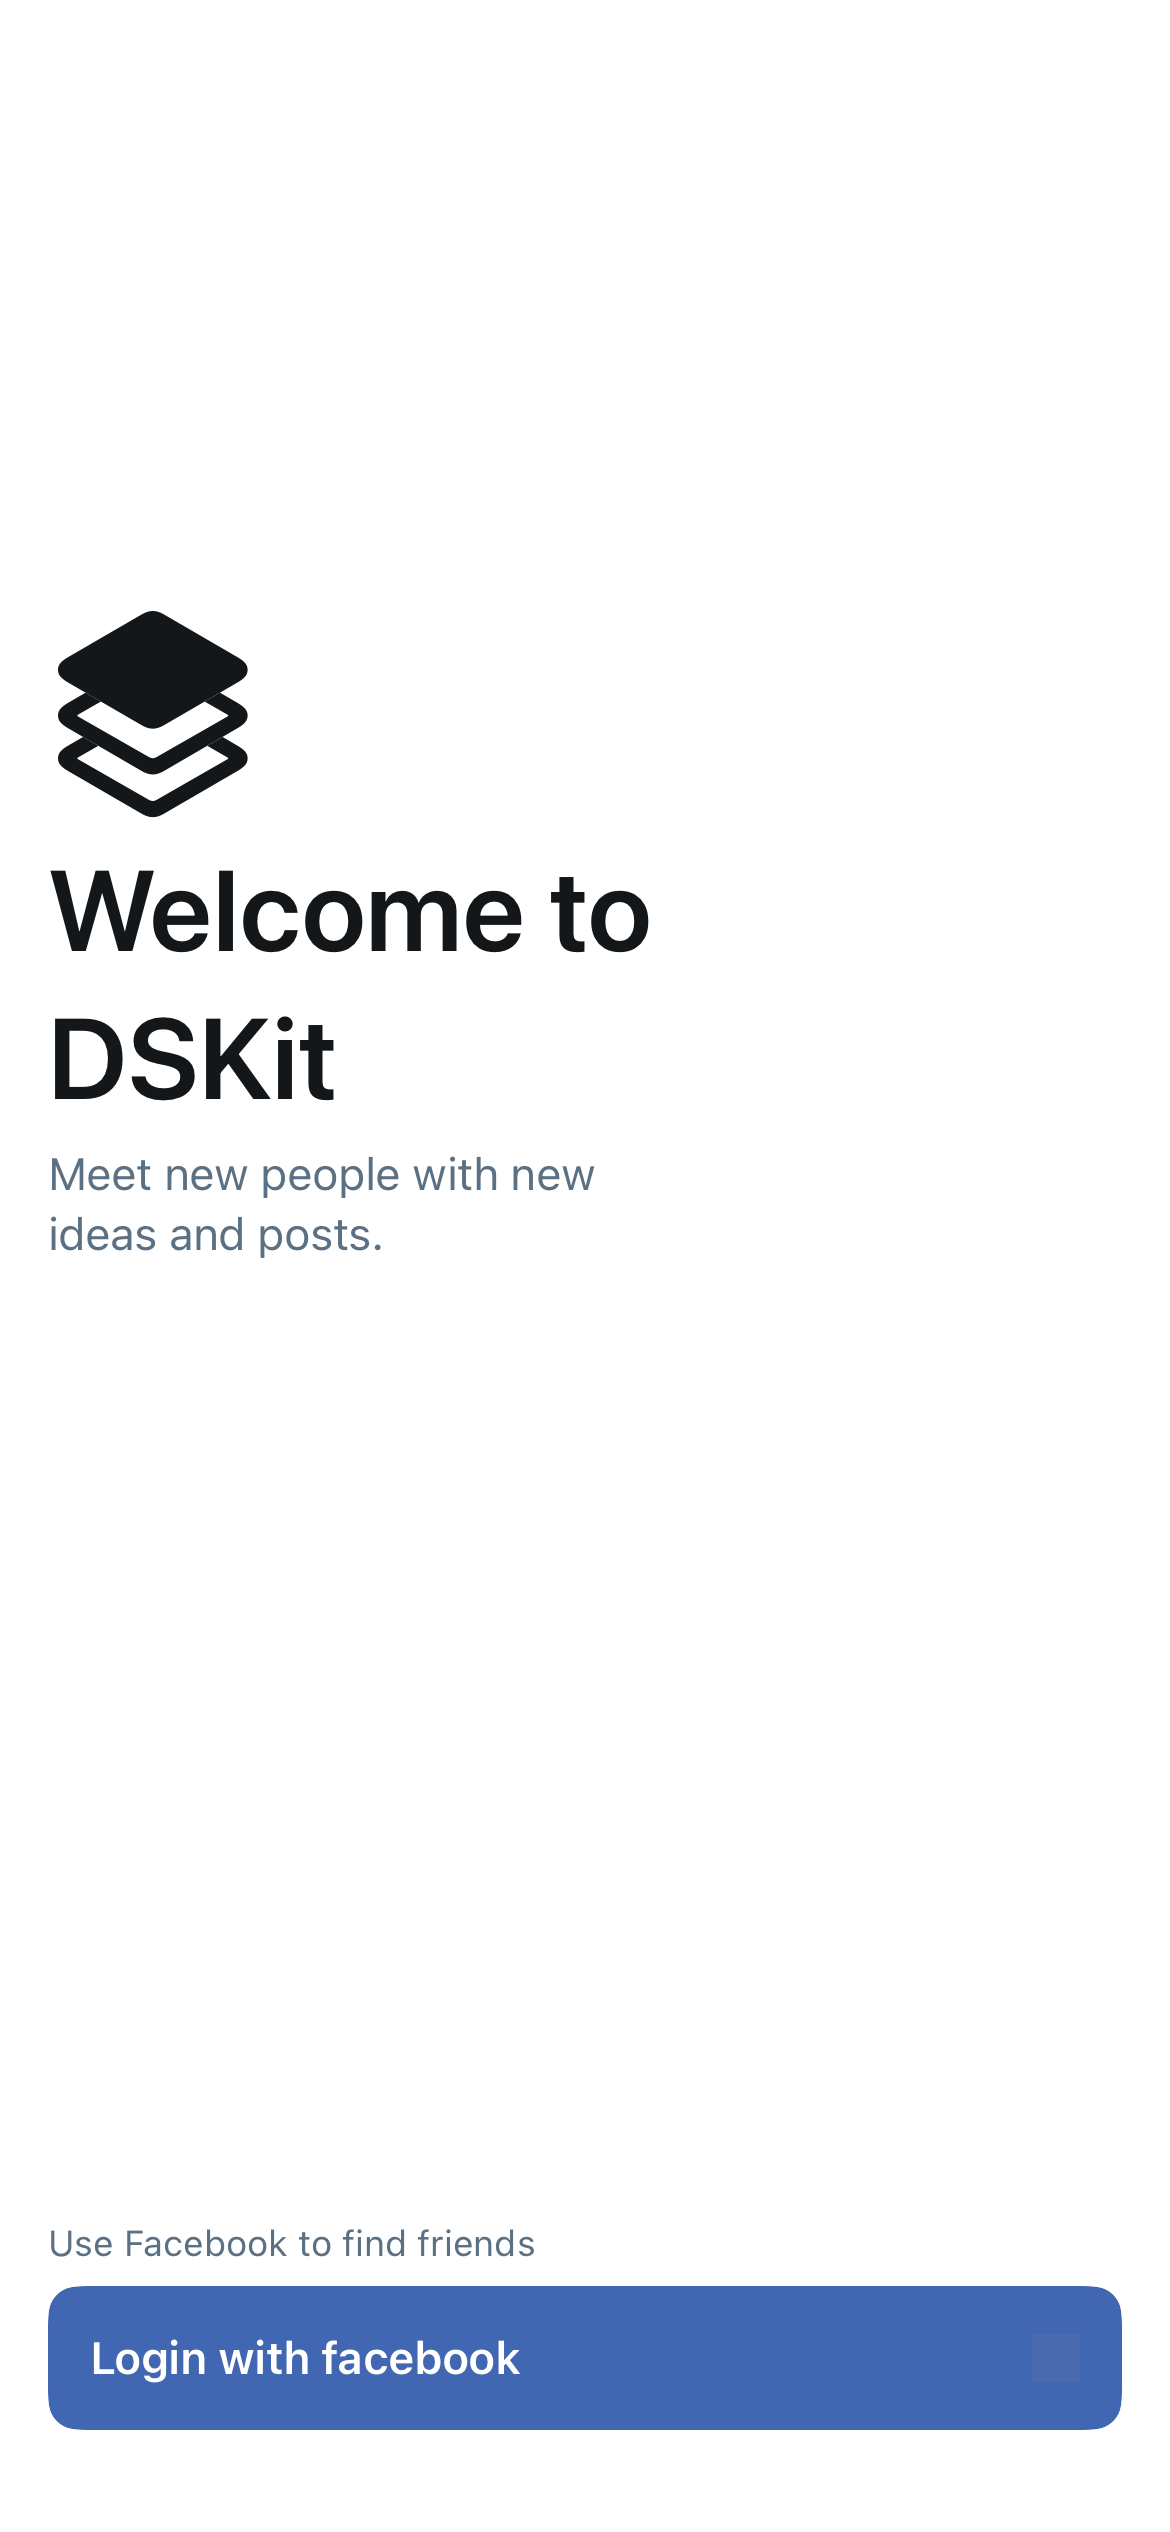 Welcome to
DSKit
Meet new people with new
ideas and posts.
Use Facebook to find friends
Login with facebook